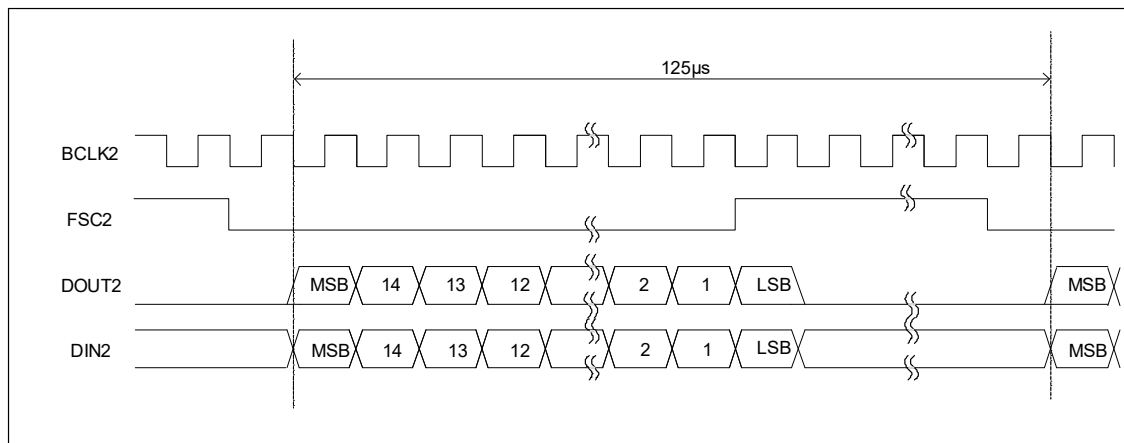 125µs
BCLK2
FSC2
DOUT2 MSB 14 13 12 2 1 LSB MSB
DIN2 MSB 14 13 12 2 1 LSB MSB